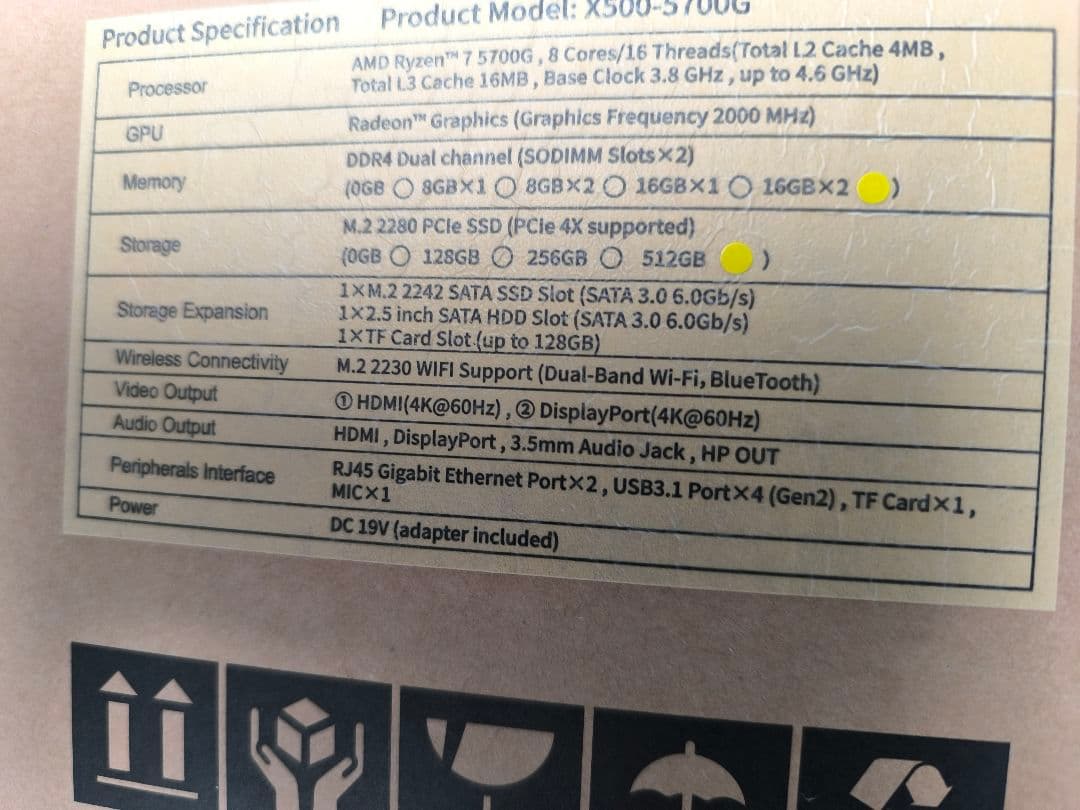 Product Specification Product Model: X500-5700G
Processor AMD Ryzen™ 7 5700G , 8 Cores/16 Threads(Total L2 Cache 4MB ,
Total L3 Cache 16MB , Base Clock 3.8 GHz , up to 4.6 GHz)
GPU Radeon™ Graphics (Graphics Frequency 2000 MHz)
Memory DDR4 Dual channel (SODIMM Slots×2)
(0GB ○ 8GB×1 ○ 8GB×2 ○ 16GB×1 ○ 16GB×2 )
Storage M.2 2280 PCIe SSD (PCIe 4X supported)
(0GB ○ 128GB ○ 256GB ○ 512GB )
Storage Expansion 1×M.2 2242 SATA SSD Slot (SATA 3.0 6.0Gb/s)
1×2.5 inch SATA HDD Slot (SATA 3.0 6.0Gb/s)
1×TF Card Slot (up to 128GB)
Wireless Connectivity M.2 2230 WIFI Support (Dual-Band Wi-Fi, BlueTooth)
Video Output ① HDMI(4K@60Hz) , ② DisplayPort(4K@60Hz)
Audio Output HDMI , DisplayPort , 3.5mm Audio Jack , HP OUT
Peripherals Interface RJ45 Gigabit Ethernet Port×2 , USB3.1 Port×4 (Gen2) , TF Card×1 ,
MIC×1
Power DC 19V (adapter included)